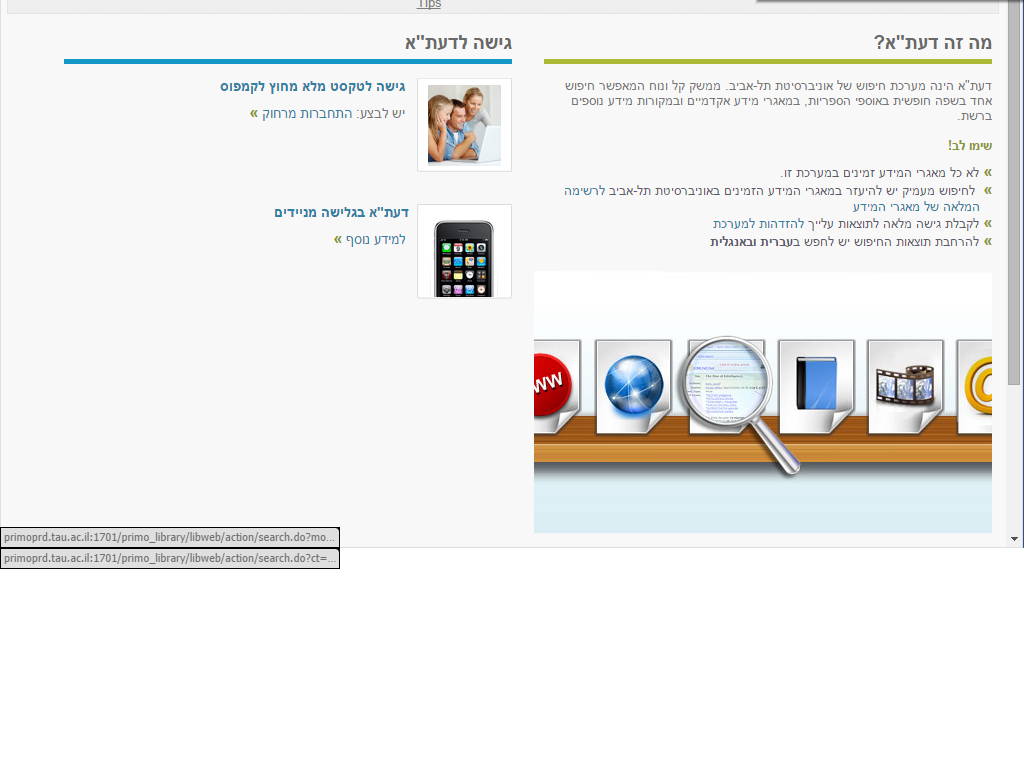 Tips
מה זה דעת"א?
דעת"א הינה מערכת חיפוש של אוניברסיטת תל-אביב. ממשק קל ונוח המאפשר חיפוש
אחד בשפה חופשית באוספי הספריות, במאגרי מידע אקדמיים ובמקורות מידע נוספים
ברשת.
שימו לב!
» לא כל מאגרי המידע זמינים במערכת זו.
» לחיפוש מעמיק יש להיעזר במאגרי המידע הזמינים באוניברסיטת תל-אביב לרשימה
המלאה של מאגרי המידע
» לקבלת גישה מלאה לתוצאות עלייך להזדהות למערכת
» להרחבת תוצאות החיפוש יש לחפש בעברית ובאנגלית
WW
@
גישה לדעת"א
גישה לטקסט מלא מחוץ לקמפוס
יש לבצע: התחברות מרחוק »
דעת"א בגלישה מניידים
למידע נוסף »
primoprd.tau.ac.il:1701/primo_library/libweb/action/search.do?mo...
primoprd.tau.ac.il:1701/primo_library/libweb/action/search.do?ct=...